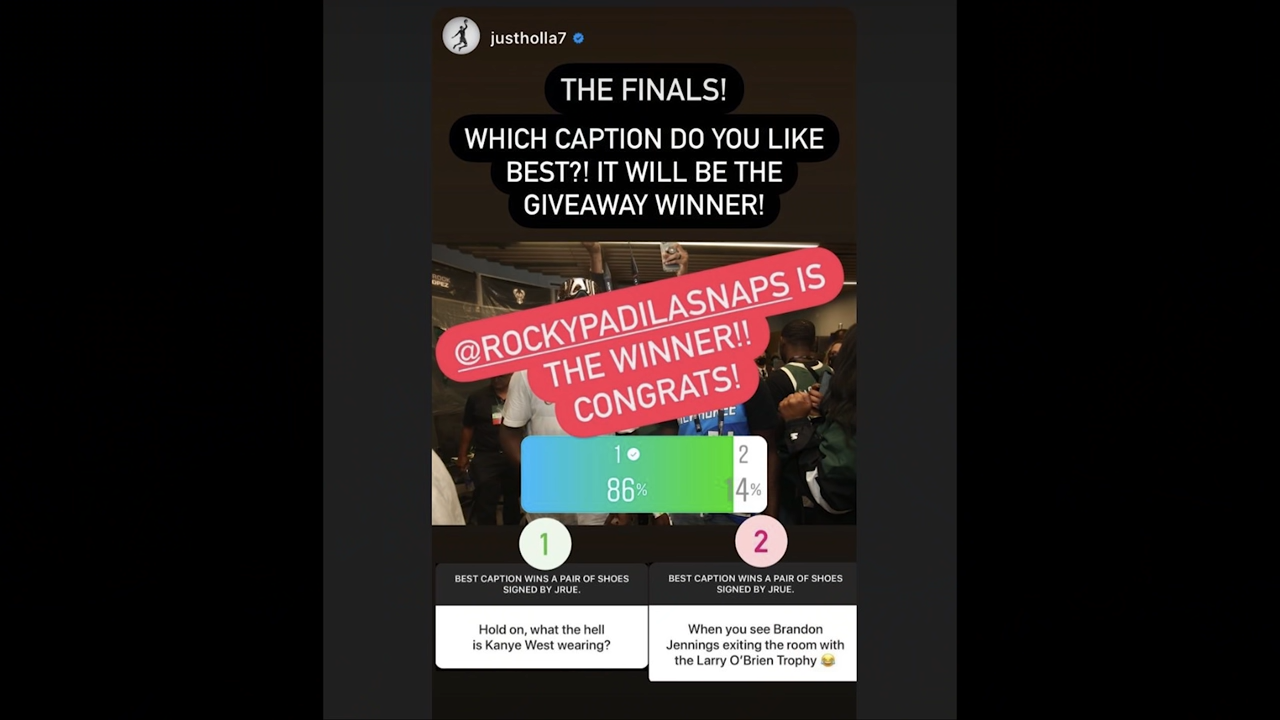 justholla7
THE FINALS!
WHICH CAPTION DO YOU LIKE
BEST?! IT WILL BE THE
GIVEAWAY WINNER!
@ROCKYPADILASNAPS IS
THE WINNER!!
CONGRATS!
1
2
86%
14%
1
2
BEST CAPTION WINS A PAIR OF SHOES
SIGNED BY JRUE.
Hold on, what the hell
is Kanye West wearing?
BEST CAPTION WINS A PAIR OF SHOES
SIGNED BY JRUE.
When you see Brandon
Jennings exiting the room with
the Larry O'Brien Trophy 😂